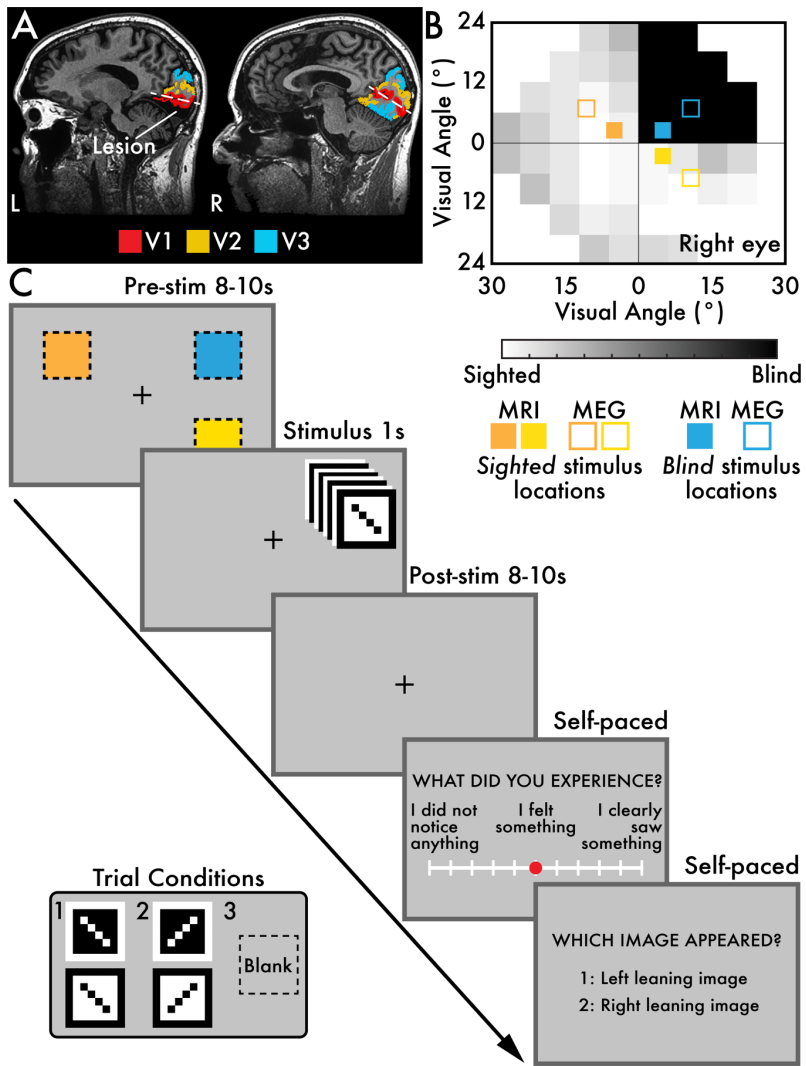 A
Lesion
L
R
V1 V2 V3
B
Visual Angle (°)
24
12
0
12
24
Right eye
30 15 0 15 30
Visual Angle (°)
Sighted Blind
MRI MEG
Sighted stimulus
locations
MRI MEG
Blind stimulus
locations
C
Pre-stim 8-10s
Stimulus 1s
Post-stim 8-10s
Self-paced
WHAT DID YOU EXPERIENCE?
I did not
notice
anything
I felt
something
I clearly
saw
something
Self-paced
WHICH IMAGE APPEARED?
1: Left leaning image
2: Right leaning image
Trial Conditions
1 2 3
Blank